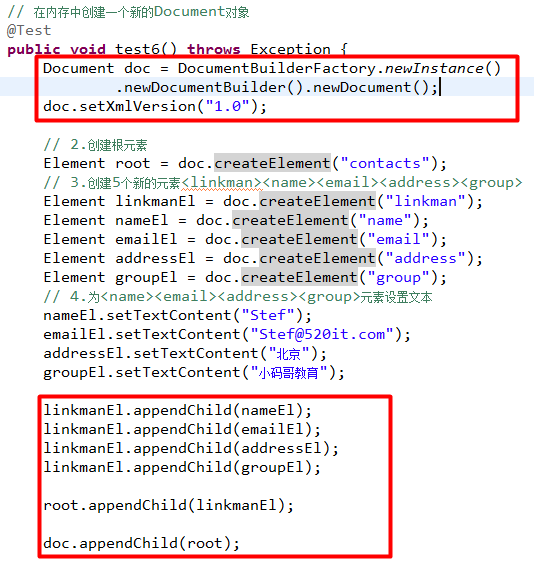 // 在内存中创建一个新的Document对象
@Test
public void test6() throws Exception {
Document doc = DocumentBuilderFactory.newInstance()
.newDocumentBuilder().newDocument();
doc.setXmlVersion("1.0");
// 2.创建根元素
Element root = doc.createElement("contacts");
// 3.创建5个新的元素<linkman><name><email><address><group>
Element linkmanEl = doc.createElement("linkman");
Element nameEl = doc.createElement("name");
Element emailEl = doc.createElement("email");
Element addressEl = doc.createElement("address");
Element groupEl = doc.createElement("group");
// 4.为<name><email><address><group>元素设置文本
nameEl.setTextContent("Stef");
emailEl.setTextContent("Stef@520it.com");
addressEl.setTextContent("北京");
groupEl.setTextContent("小码哥教育");
linkmanEl.appendChild(nameEl);
linkmanEl.appendChild(emailEl);
linkmanEl.appendChild(addressEl);
linkmanEl.appendChild(groupEl);
root.appendChild(linkmanEl);
doc.appendChild(root);